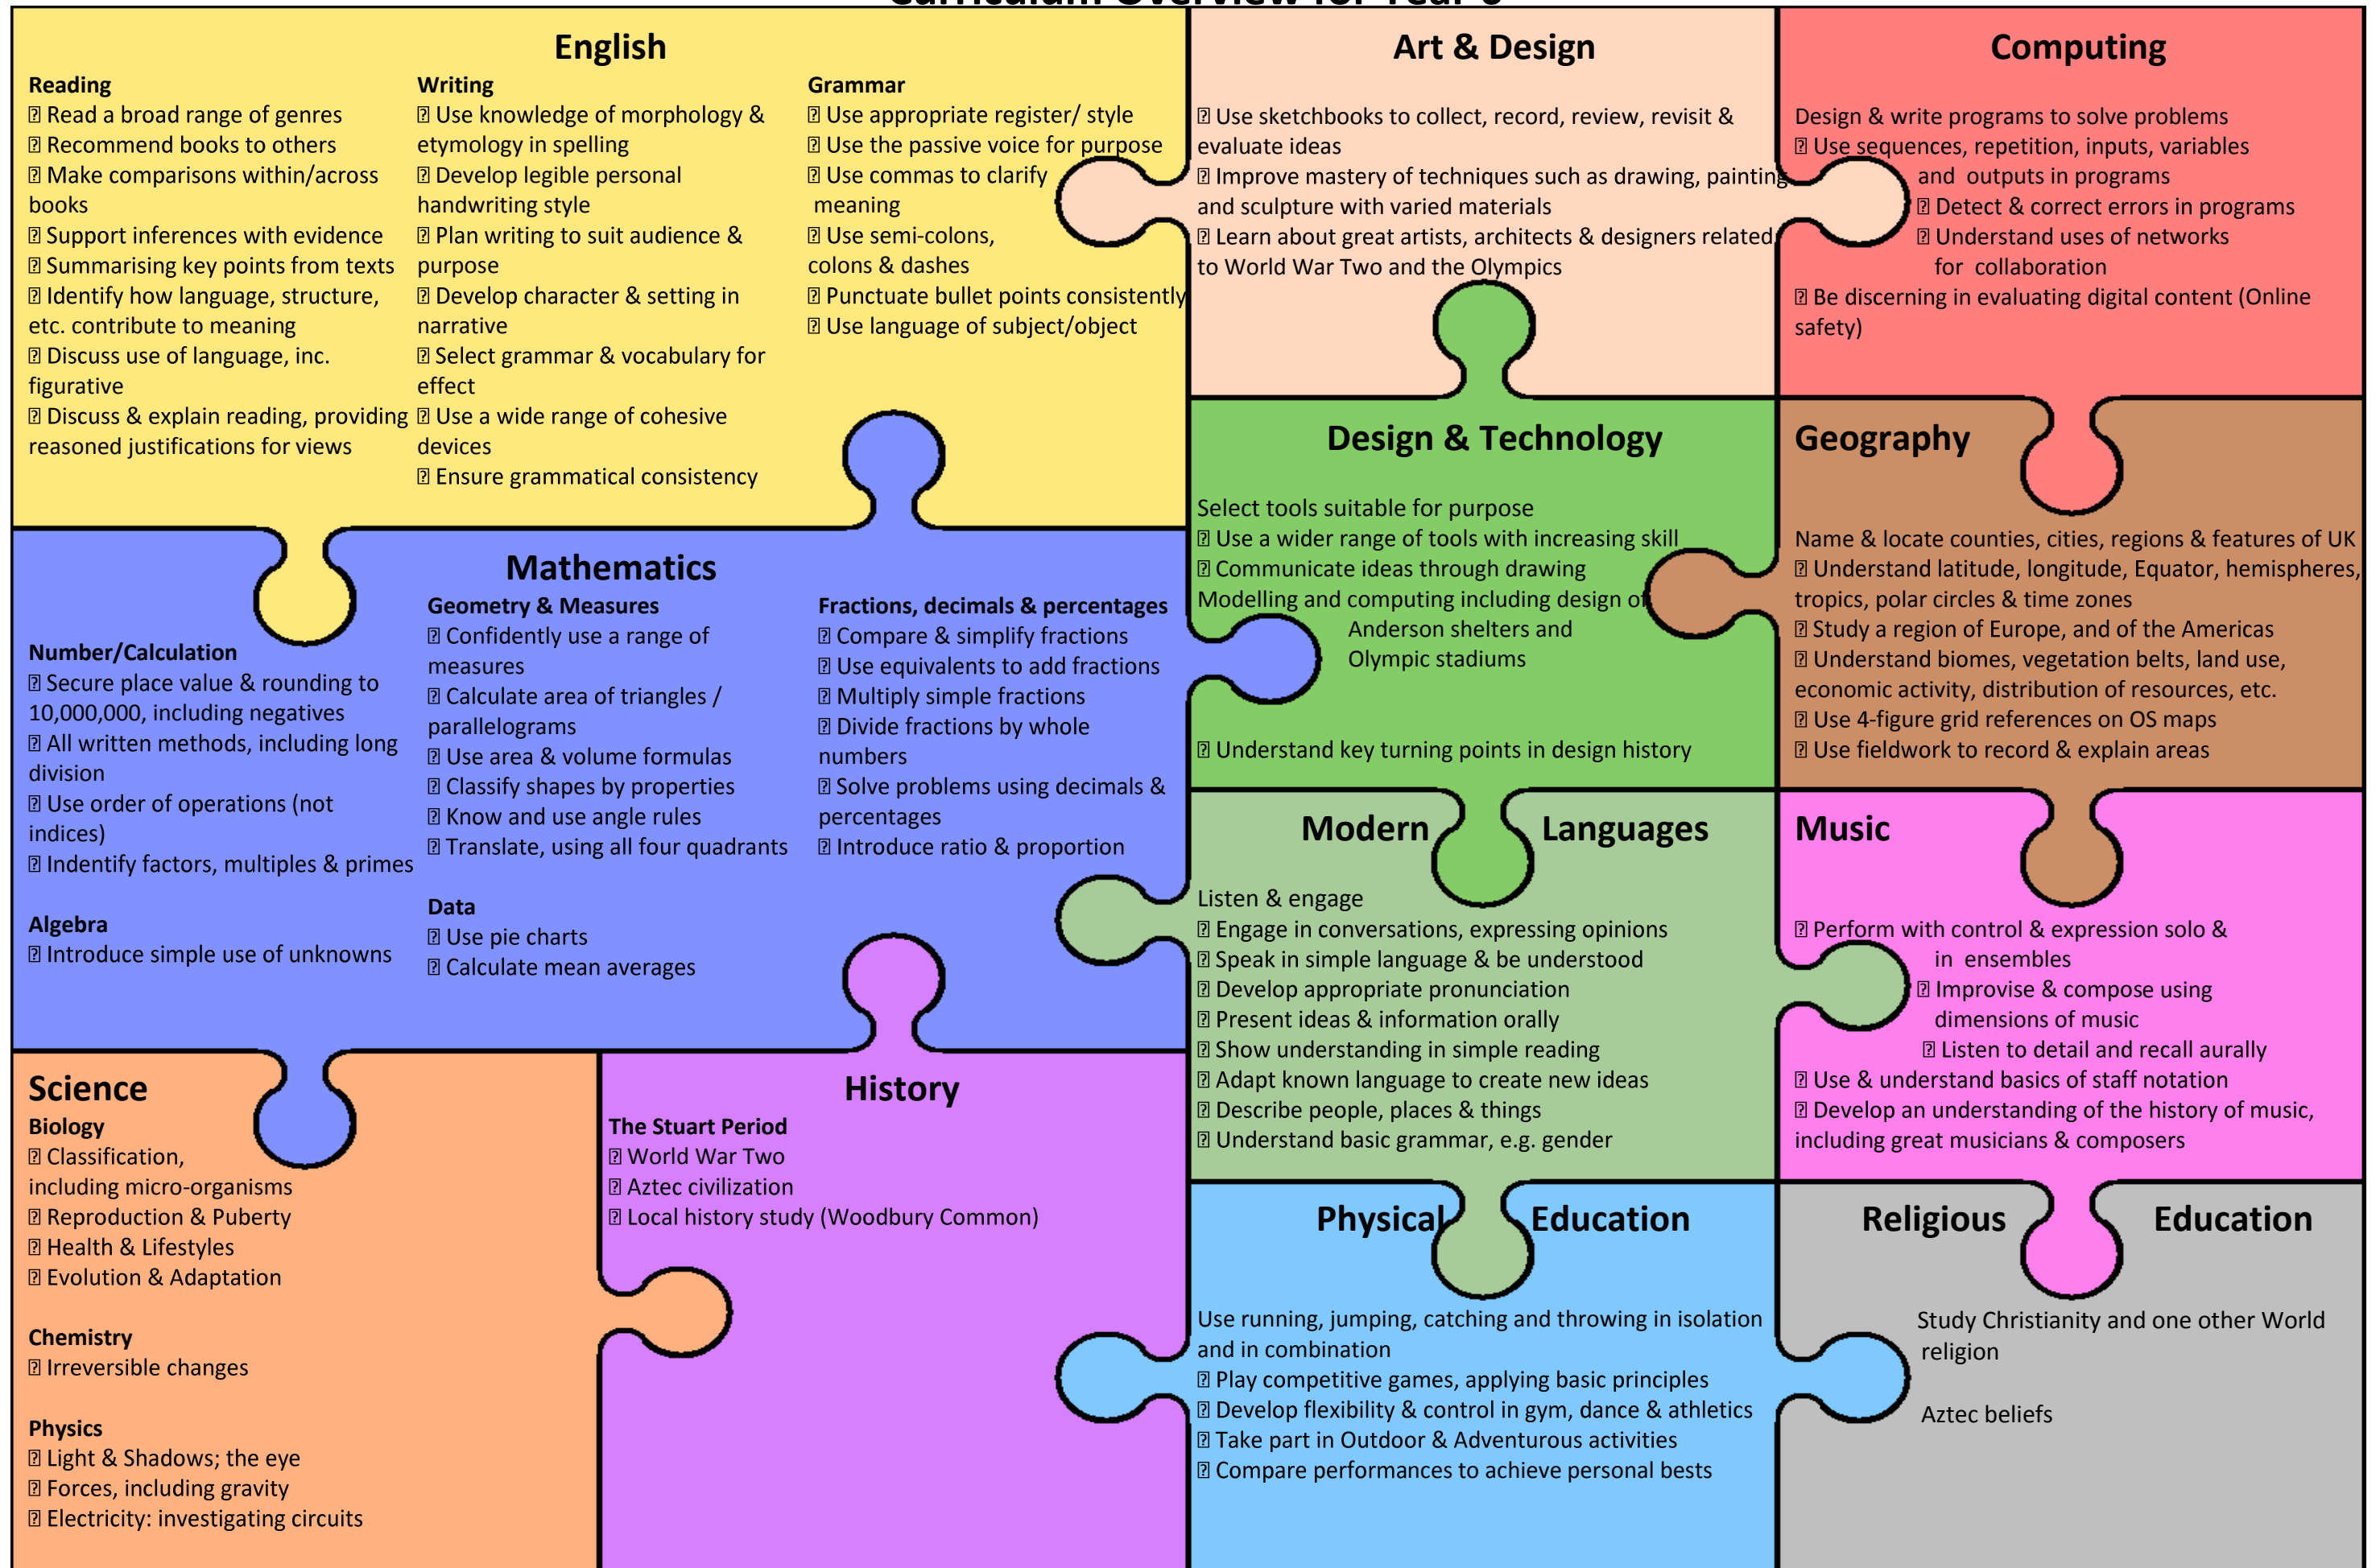 Curriculum Overview for Year 6
English
Reading
⍰ Read a broad range of genres
⍰ Recommend books to others
⍰ Make comparisons within/across
books
⍰ Support inferences with evidence
⍰ Summarising key points from texts
⍰ Identify how language, structure,
etc. contribute to meaning
⍰ Discuss use of language, inc.
figurative
⍰ Discuss & explain reading, providing
reasoned justifications for views
Writing
⍰ Use knowledge of morphology &
etymology in spelling
⍰ Develop legible personal
handwriting style
⍰ Plan writing to suit audience &
purpose
⍰ Develop character & setting in
narrative
⍰ Select grammar & vocabulary for
effect
⍰ Use a wide range of cohesive
devices
⍰ Ensure grammatical consistency
Grammar
⍰ Use appropriate register/ style
⍰ Use the passive voice for purpose
⍰ Use commas to clarify
meaning
⍰ Use semi-colons,
colons & dashes
⍰ Punctuate bullet points consistently
⍰ Use language of subject/object
Art & Design
⍰ Use sketchbooks to collect, record, review, revisit &
evaluate ideas
⍰ Improve mastery of techniques such as drawing, painting
and sculpture with varied materials
⍰ Learn about great artists, architects & designers related
to World War Two and the Olympics
Computing
Design & write programs to solve problems
⍰ Use sequences, repetition, inputs, variables
and outputs in programs
⍰ Detect & correct errors in programs
⍰ Understand uses of networks
for collaboration
⍰ Be discerning in evaluating digital content (Online
safety)
Mathematics
Number/Calculation
⍰ Secure place value & rounding to
10,000,000, including negatives
⍰ All written methods, including long
division
⍰ Use order of operations (not
indices)
⍰ Indentify factors, multiples & primes
Algebra
⍰ Introduce simple use of unknowns
Geometry & Measures
⍰ Confidently use a range of
measures
⍰ Calculate area of triangles /
parallelograms
⍰ Use area & volume formulas
⍰ Classify shapes by properties
⍰ Know and use angle rules
⍰ Translate, using all four quadrants
Data
⍰ Use pie charts
⍰ Calculate mean averages
Fractions, decimals & percentages
⍰ Compare & simplify fractions
⍰ Use equivalents to add fractions
⍰ Multiply simple fractions
⍰ Divide fractions by whole
numbers
⍰ Solve problems using decimals &
percentages
⍰ Introduce ratio & proportion
Design & Technology
Select tools suitable for purpose
⍰ Use a wider range of tools with increasing skill
⍰ Communicate ideas through drawing
Modelling and computing including design of
Anderson shelters and
Olympic stadiums
⍰ Understand key turning points in design history
Geography
Name & locate counties, cities, regions & features of UK
⍰ Understand latitude, longitude, Equator, hemispheres,
tropics, polar circles & time zones
⍰ Study a region of Europe, and of the Americas
⍰ Understand biomes, vegetation belts, land use,
economic activity, distribution of resources, etc.
⍰ Use 4-figure grid references on OS maps
⍰ Use fieldwork to record & explain areas
Modern Languages
Listen & engage
⍰ Engage in conversations, expressing opinions
⍰ Speak in simple language & be understood
⍰ Develop appropriate pronunciation
⍰ Present ideas & information orally
⍰ Show understanding in simple reading
⍰ Adapt known language to create new ideas
⍰ Describe people, places & things
⍰ Understand basic grammar, e.g. gender
Music
⍰ Perform with control & expression solo &
in ensembles
⍰ Improvise & compose using
dimensions of music
⍰ Listen to detail and recall aurally
⍰ Use & understand basics of staff notation
⍰ Develop an understanding of the history of music,
including great musicians & composers
Science
Biology
⍰ Classification,
including micro-organisms
⍰ Reproduction & Puberty
⍰ Health & Lifestyles
⍰ Evolution & Adaptation
Chemistry
⍰ Irreversible changes
Physics
⍰ Light & Shadows; the eye
⍰ Forces, including gravity
⍰ Electricity: investigating circuits
History
The Stuart Period
⍰ World War Two
⍰ Aztec civilization
⍰ Local history study (Woodbury Common)
Physical Education
Use running, jumping, catching and throwing in isolation
and in combination
⍰ Play competitive games, applying basic principles
⍰ Develop flexibility & control in gym, dance & athletics
⍰ Take part in Outdoor & Adventurous activities
⍰ Compare performances to achieve personal bests
Religious Education
Study Christianity and one other World
religion
Aztec beliefs